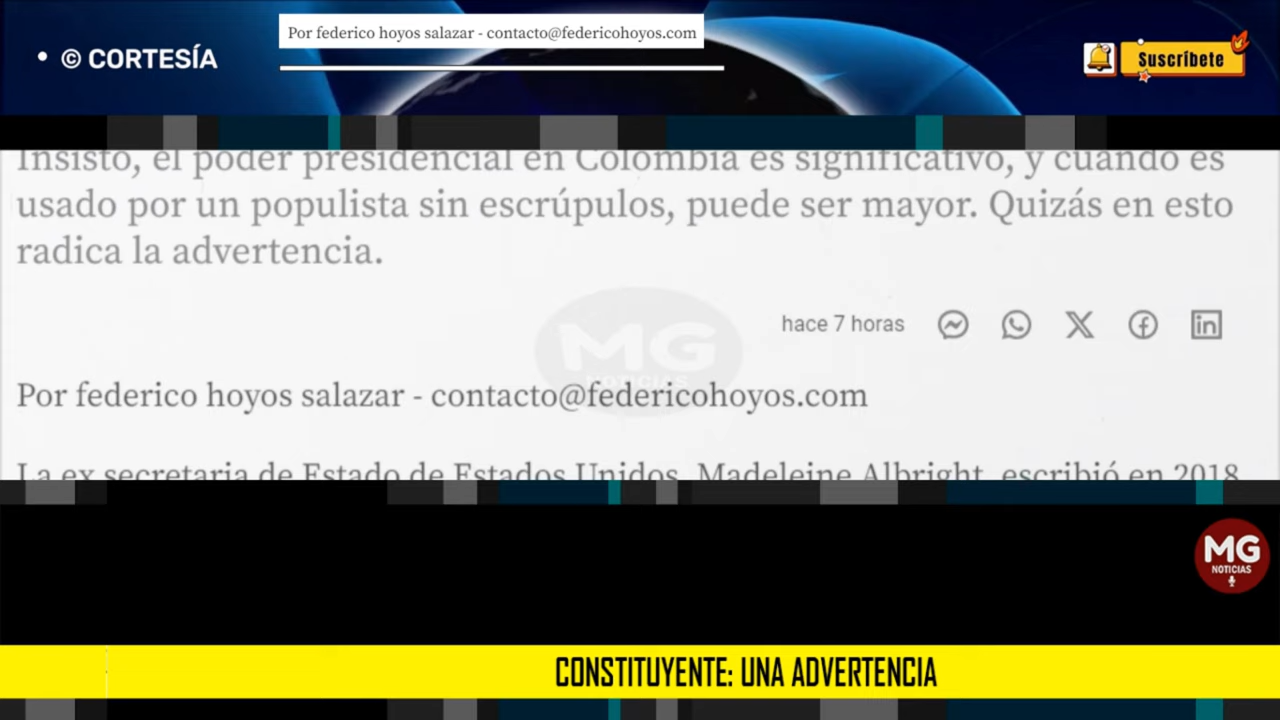 • © CORTESÍA
Por federico hoyos salazar - contacto@federicohoyos.com
Suscríbete
Insisto, el poder presidencial en Colombia es significativo, y cuando es
usado por un populista sin escrúpulos, puede ser mayor. Quizás en esto
radica la advertencia.
hace 7 horas
MG
NOTICIAS
Por federico hoyos salazar - contacto@federicohoyos.com
La ex secretaria de Estado de Estados Unidos, Madeleine Albright, escribió en 2018
MG
NOTICIAS
CONSTITUYENTE: UNA ADVERTENCIA